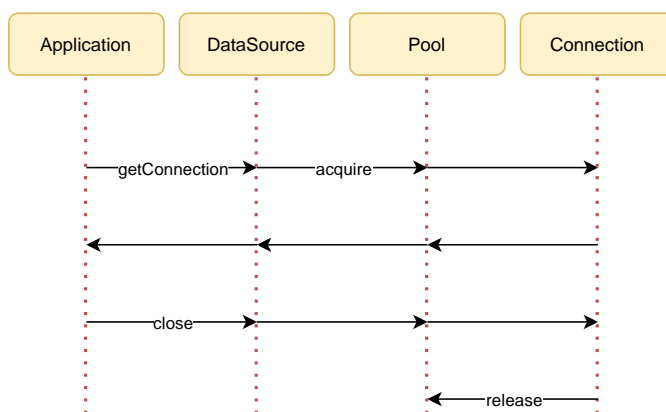 Application
DataSource
Pool
Connection
getConnection
acquire
close
release